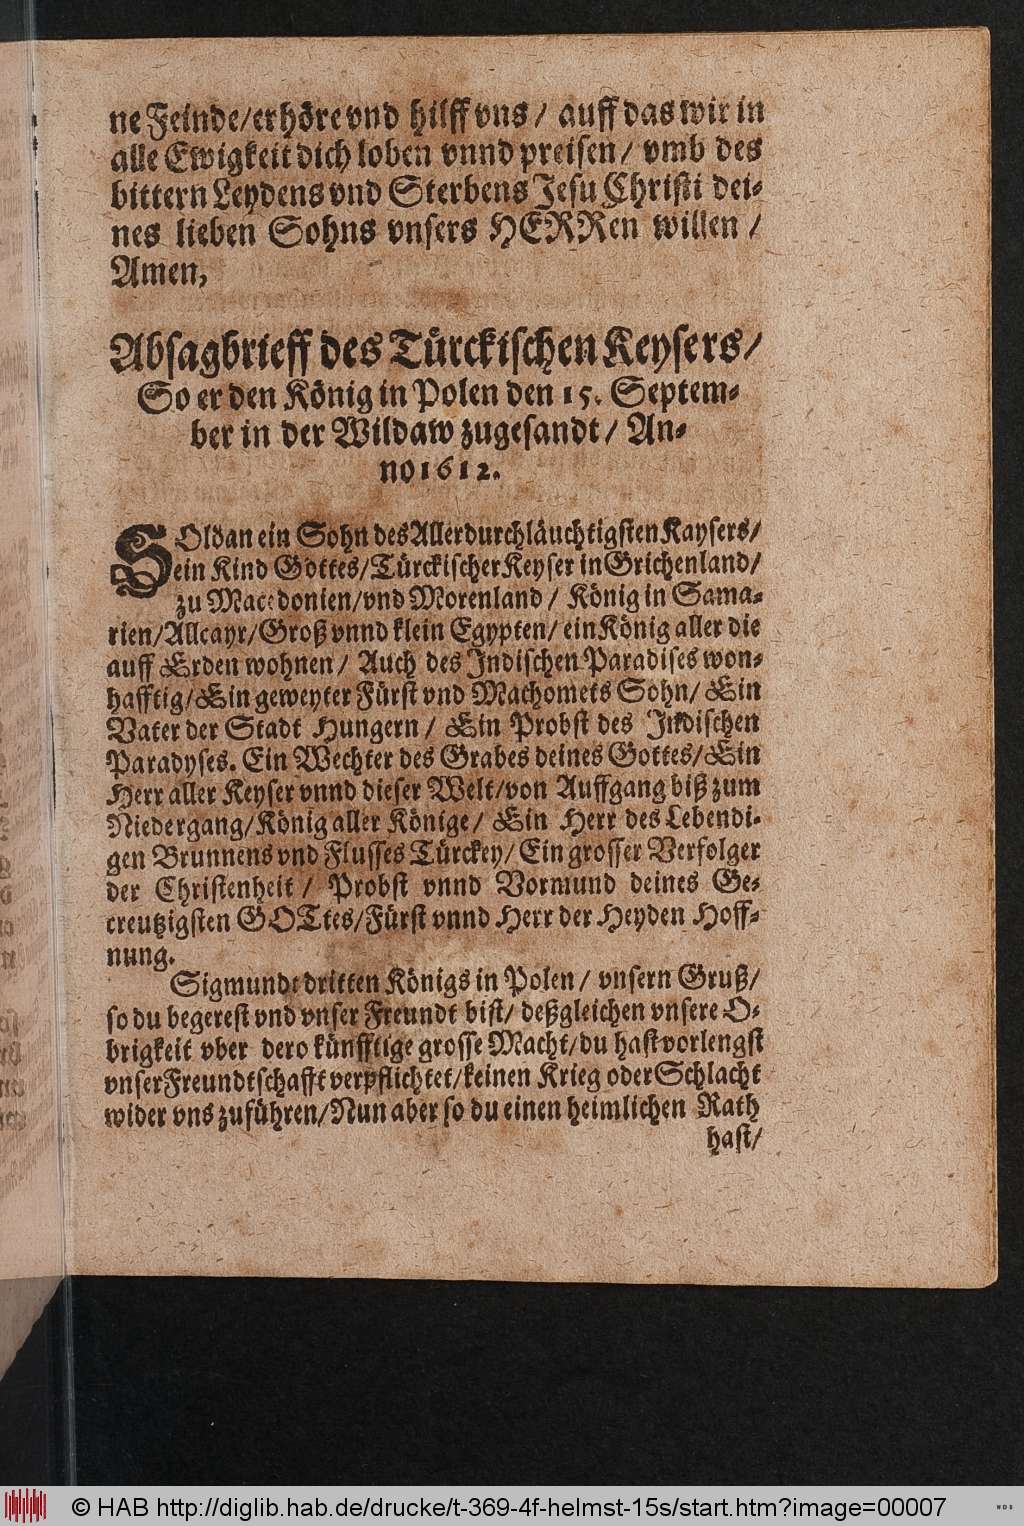 ne Feinde/erhöre vnd hilff vns / auff das wir in
alle Ewigkeit dich loben vnnd preisen / vmb des
bittern Leydens vnd Sterbens Jesu Christi dei-
nes lieben Sohns vnsers HERRen willen /
Amen,
Absagbrieff des Türckischen Keysers/
So er den König in Polen den 15. Septem-
ber in der Wildaw zugesandt / An-
no 1612.
SOldan ein Sohn des Allerdurchläuchtigsten Kaysers/
ein Kind Gottes/Türckischer Keyser in Grichenland/
zu Macedonien/vnd Morenland / König in Sama-
rien/Allcayr/Groß vnnd klein Egypten/ ein König aller die
auff Erden wohnen / Auch des Indischen Paradises won-
hafftig/Ein geweyter Fürst vnd Machomets Sohn/ Ein
Vater der Stadt Hungern / Ein Probst des Indischen
Paradyses. Ein Wechter des Grabes deines Gottes/Ein
Herr aller Keyser vnnd dieser Welt/von Auffgang biß zum
Niedergang/König aller Könige / Ein Herr des Lebendi-
gen Brunnens vnd Flusses Türckey/ Ein grosser Verfolger
der Christenheit / Probst vnnd Vormund deines Ge-
creutzigsten GOTtes/Fürst vnnd Herr der Heyden Hoff-
nung.
Sigmundt dritten Königs in Polen / vnsern Gruß/
so du begerest vnd vnser Freundt bist/ deßgleichen vnsere O-
brigkeit vber dero künfftige grosse Macht/du hast vorlengst
vnser Freundtschafft verpflichtet/keinen Krieg oder Schlacht
wider vns zuführen/Nun aber so du einen heimlichen Rath
hast/
© HAB http://diglib.hab.de/drucke/t-369-4f-helmst-15s/start.htm?image=00007